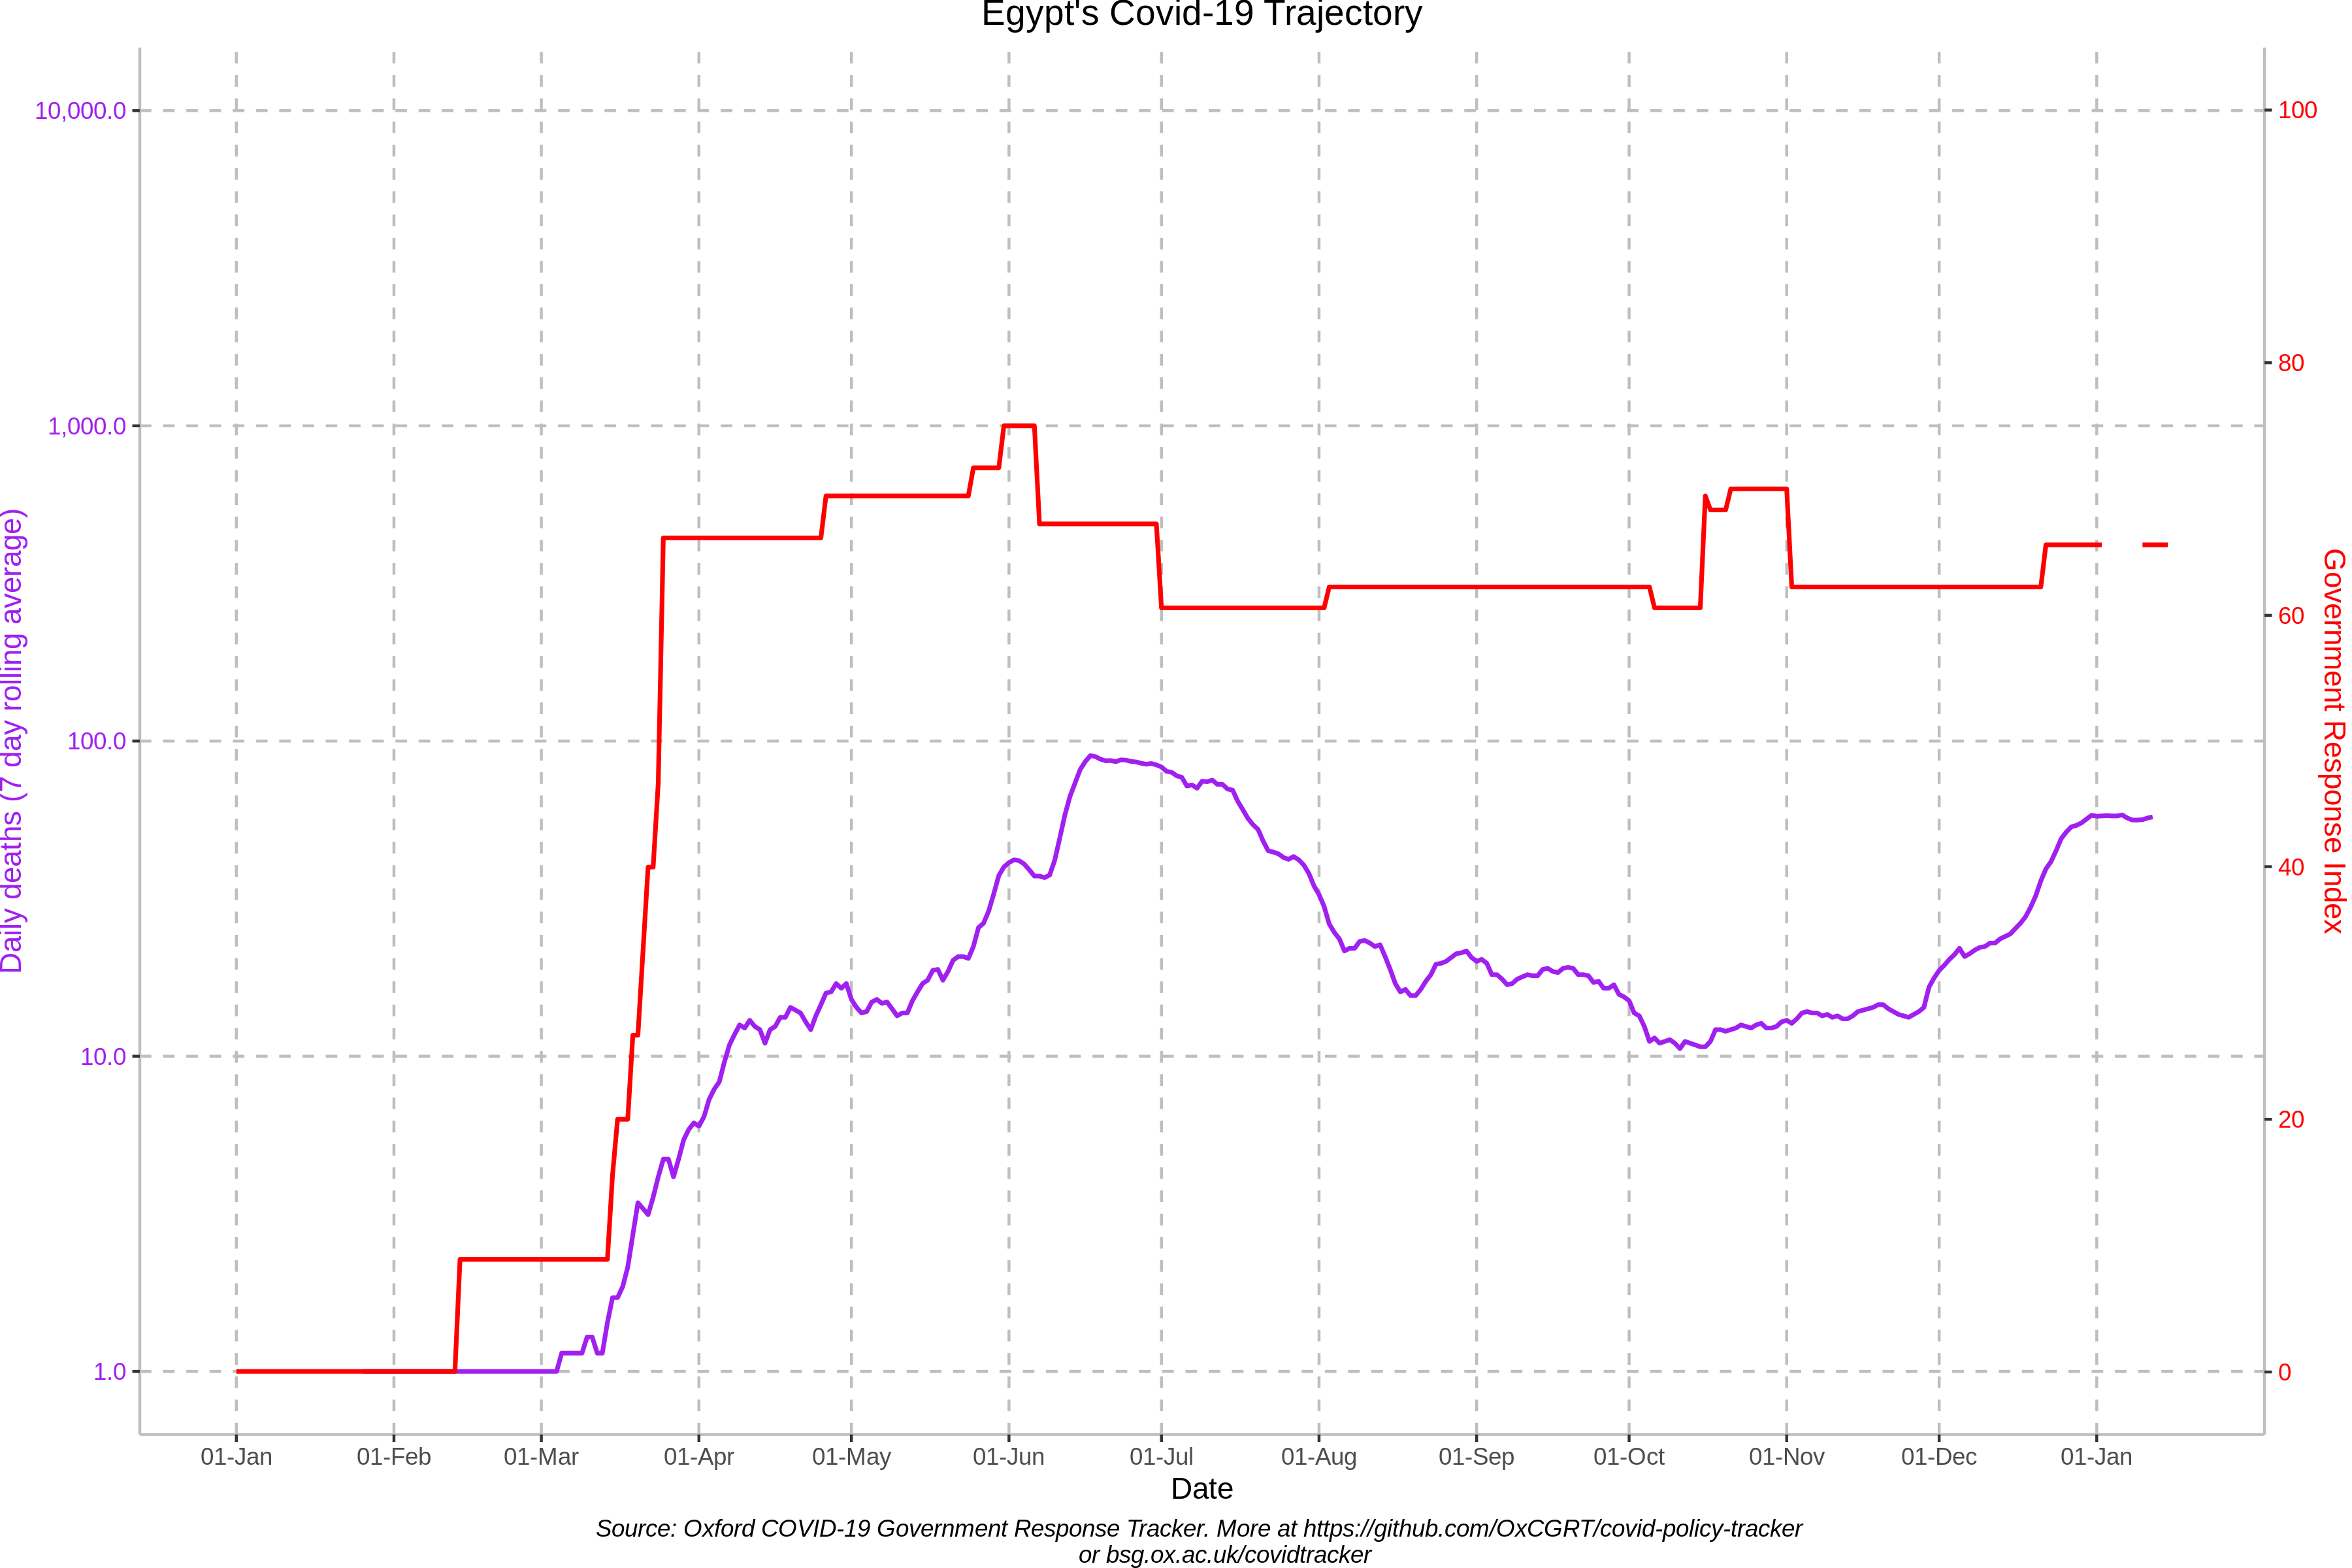 Egypt's Covid-19 Trajectory
10,000.0
1,000.0
100.0
10.0
1.0
Daily deaths (7 day rolling average)
100
80
60
40
20
0
Government Response Index
01-Jan 01-Feb 01-Mar 01-Apr 01-May 01-Jun 01-Jul 01-Aug 01-Sep 01-Oct 01-Nov 01-Dec 01-Jan
Date
Source: Oxford COVID-19 Government Response Tracker. More at https://github.com/OxCGRT/covid-policy-tracker
or bsg.ox.ac.uk/covidtracker